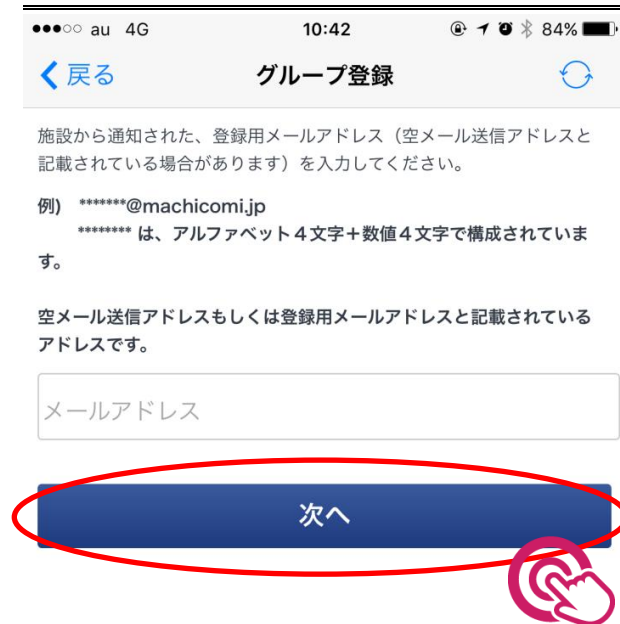 ●●●○○ au 4G 10:42 84%
戻る グループ登録
施設から通知された、登録用メールアドレス（空メール送信アドレスと
記載されている場合があります）を入力してください。
例) *******@machicomi.jp
******** は、アルファベット４文字＋数値４文字で構成されていま
す。
空メール送信アドレスもしくは登録用メールアドレスと記載されている
アドレスです。
メールアドレス
次へ